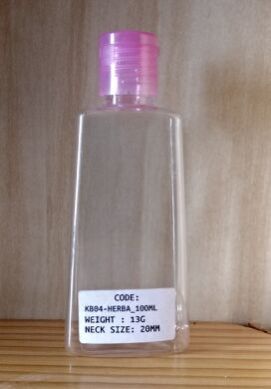 CODE:
KB04-HERBA_100ML
WEIGHT : 13G
NECK SIZE: 20MM